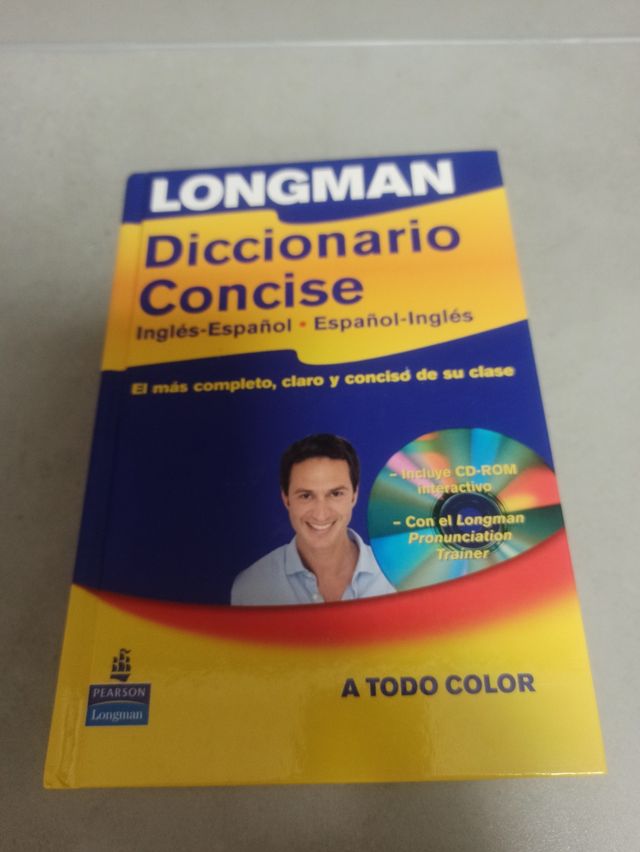 LONGMAN
Diccionario
Concise
Inglés-Español • Español-Inglés
El más completo, claro y conciso de su clase
– Incluye CD-ROM
interactivo
– Con el Longman
Pronunciation
Trainer
A TODO COLOR
PEARSON
Longman